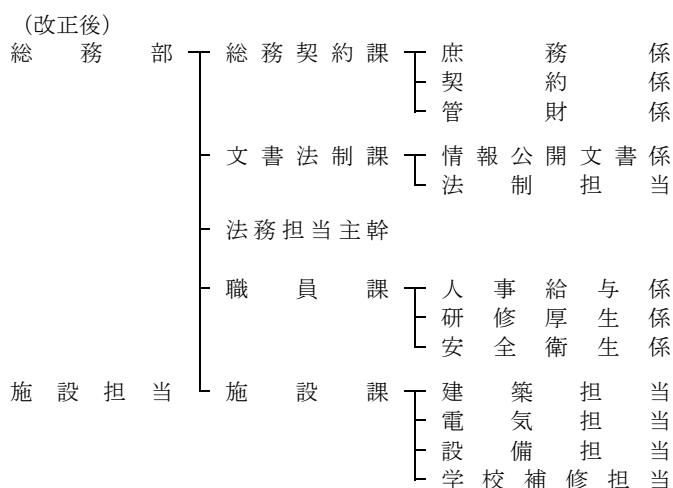 （改正後）
総務部 総務契約課 庶務係
契約係
管財係
文書法制課 情報公開文書係
法制担当
法務担当主幹
職員課 人事給与係
研修厚生係
安全衛生係
施設担当 施設課 建築担当
電気担当
設備担当
学校補修担当